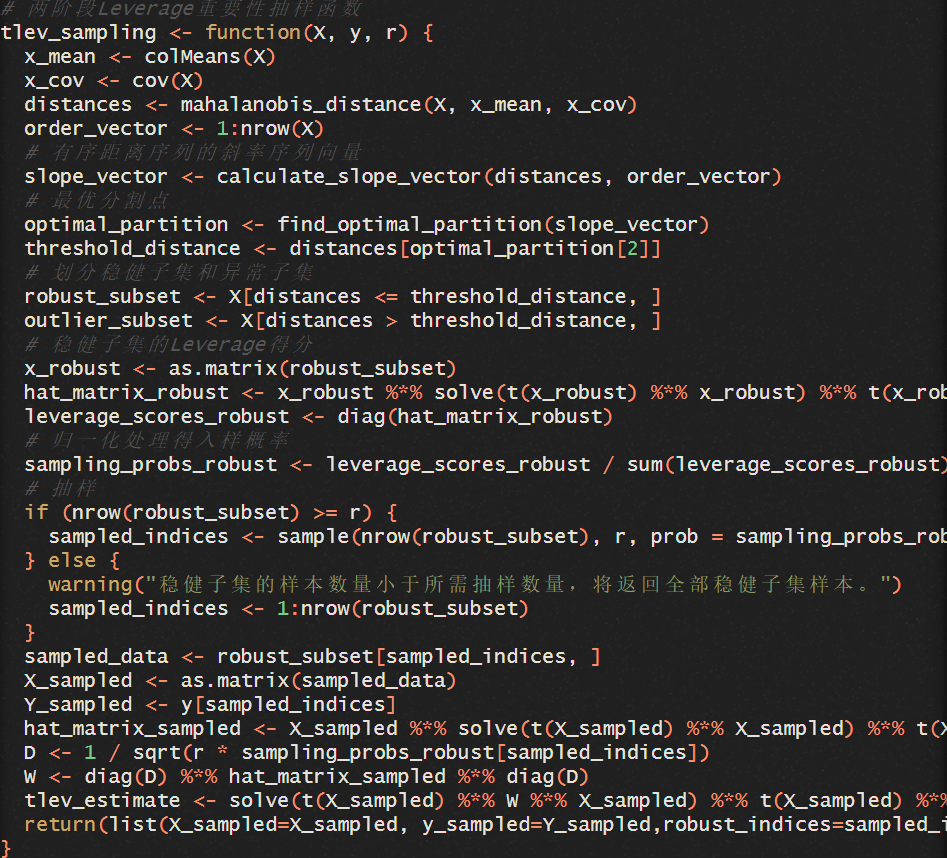 # 两阶段Leverage重要性抽样函数
tlev_sampling <- function(X, y, r) {
  x_mean <- colMeans(X)
  x_cov <- cov(X)
  distances <- mahalanobis_distance(X, x_mean, x_cov)
  order_vector <- 1:nrow(X)
  # 有序距离序列的斜率序列向量
  slope_vector <- calculate_slope_vector(distances, order_vector)
  # 最优分割点
  optimal_partition <- find_optimal_partition(slope_vector)
  threshold_distance <- distances[optimal_partition[2]]
  # 划分稳健子集和异常子集
  robust_subset <- X[distances <= threshold_distance, ]
  outlier_subset <- X[distances > threshold_distance, ]
  # 稳健子集的Leverage得分
  x_robust <- as.matrix(robust_subset)
  hat_matrix_robust <- x_robust %*% solve(t(x_robust) %*% x_robust) %*% t(x_rob
  leverage_scores_robust <- diag(hat_matrix_robust)
  # 归一化处理得入样概率
  sampling_probs_robust <- leverage_scores_robust / sum(leverage_scores_robust)
  # 抽样
  if (nrow(robust_subset) >= r) {
    sampled_indices <- sample(nrow(robust_subset), r, prob = sampling_probs_rob
  } else {
    warning("稳健子集的样本数量小于所需抽样数量，将返回全部稳健子集样本。")
    sampled_indices <- 1:nrow(robust_subset)
  }
  sampled_data <- robust_subset[sampled_indices, ]
  X_sampled <- as.matrix(sampled_data)
  Y_sampled <- y[sampled_indices]
  hat_matrix_sampled <- X_sampled %*% solve(t(X_sampled) %*% X_sampled) %*% t(X
  D <- 1 / sqrt(r * sampling_probs_robust[sampled_indices])
  W <- diag(D) %*% hat_matrix_sampled %*% diag(D)
  tlev_estimate <- solve(t(X_sampled) %*% W %*% X_sampled) %*% t(X_sampled) %*%
  return(list(X_sampled=X_sampled, y_sampled=Y_sampled,robust_indices=sampled_i
}